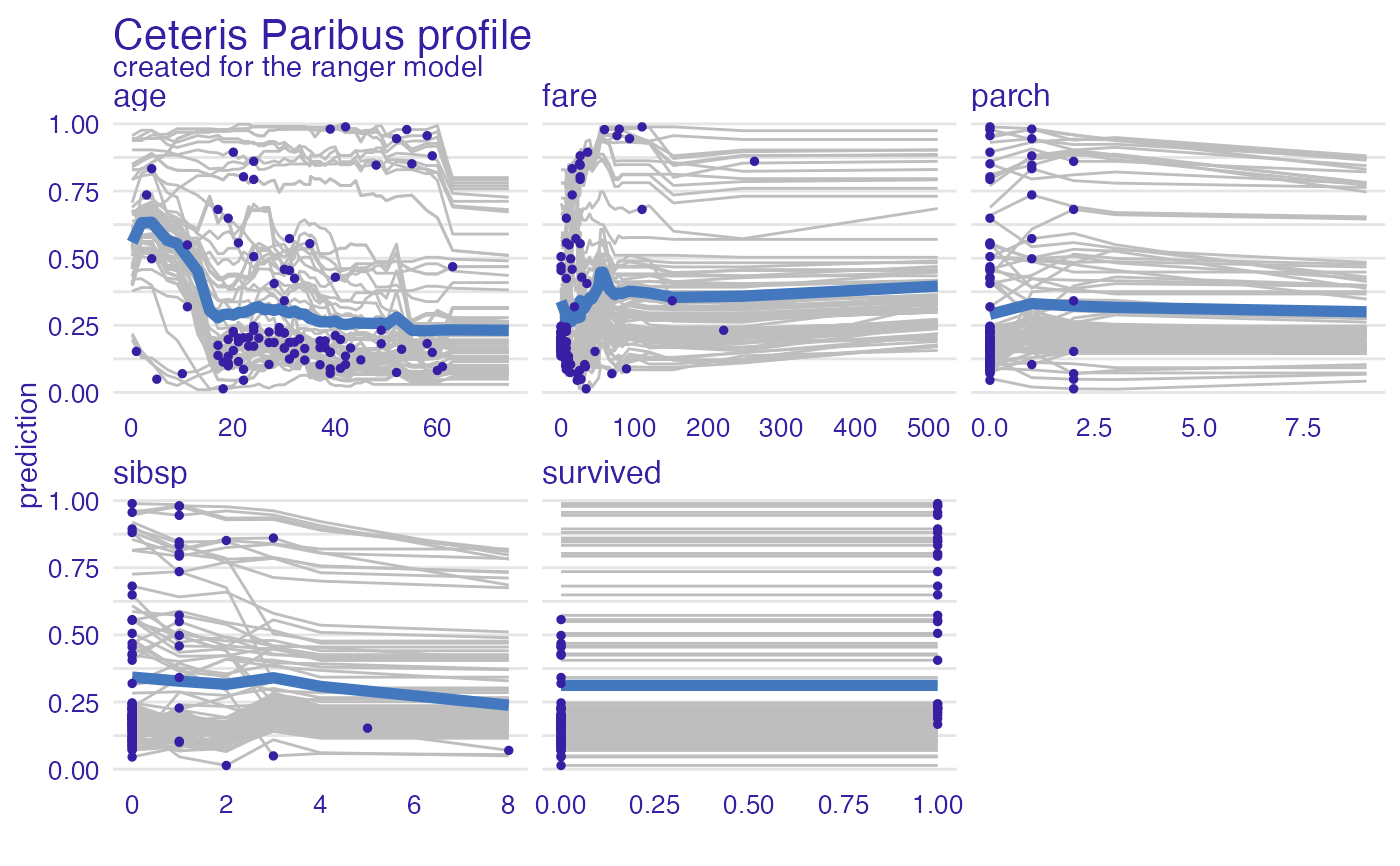 Ceteris Paribus profile
created for the ranger model
age
fare
parch
1.00
0.75
0.50
0.25
0.00
0 20 40 60
0 100 200 300 400 500
0.0 2.5 5.0 7.5
prediction
sibsp
survived
1.00
0.75
0.50
0.25
0.00
0 2 4 6 8
0.00 0.25 0.50 0.75 1.00